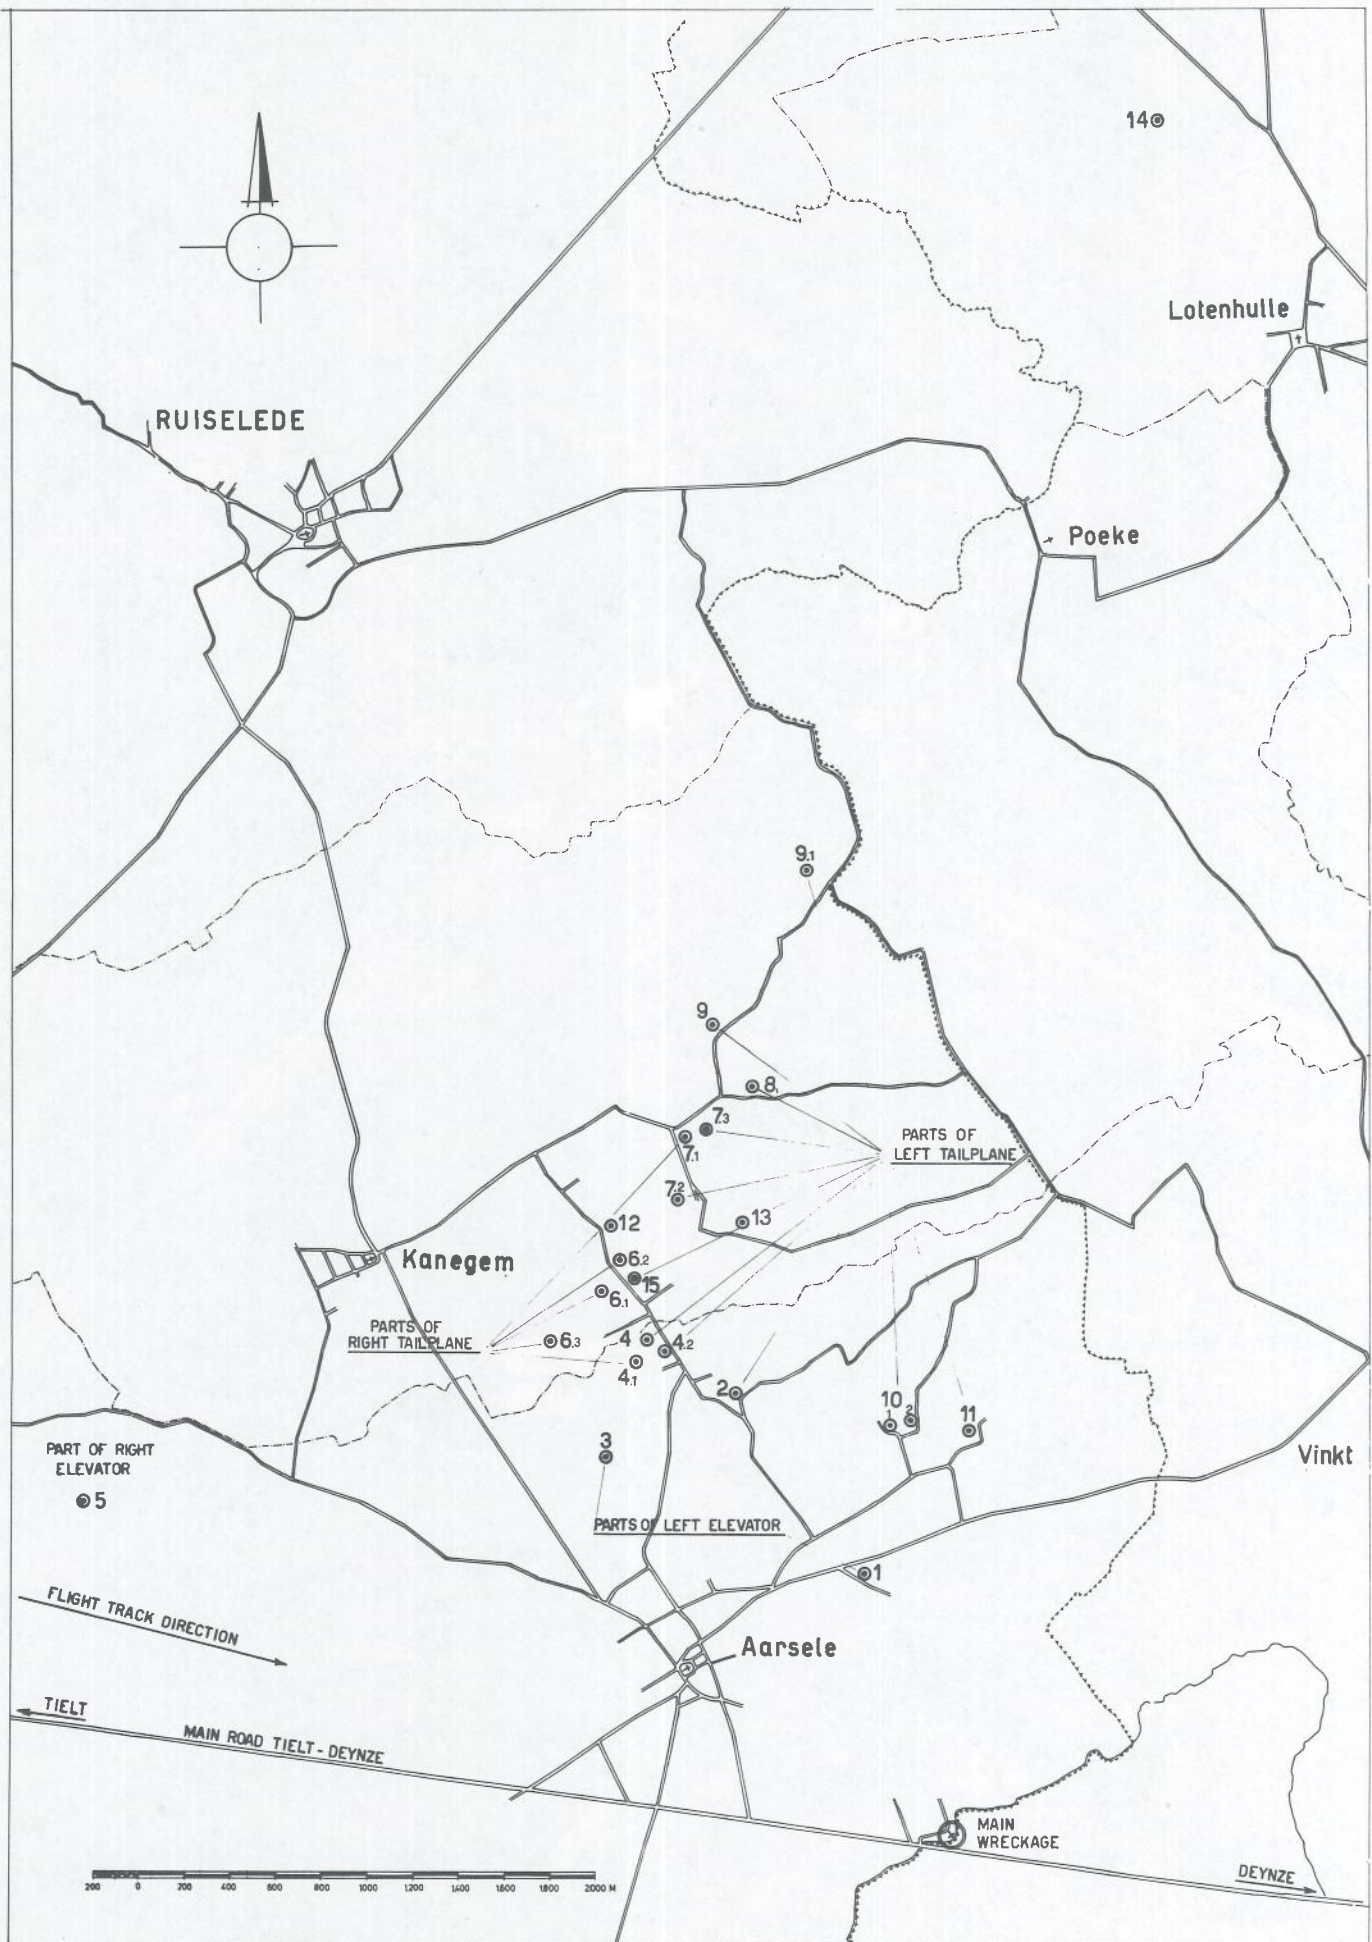 14
Lotenhulle
RUISELEDE
Poeke
9.1
9
8
7.3
7.1
PARTS OF
LEFT TAILPLANE
7.2
13
12
Kanegem
6.2
15
6.1
PARTS OF
RIGHT TAILPLANE
6.3
4
4.2
4.1
2
10
1
2
11
3
PART OF RIGHT
ELEVATOR
Vinkt
5
PARTS OF LEFT ELEVATOR
1
FLIGHT TRACK DIRECTION
Aarsele
TIELT
MAIN ROAD TIELT - DEYNZE
MAIN
WRECKAGE
DEYNZE
200 0 200 400 600 800 1000 1200 1400 1600 1800 2000 M